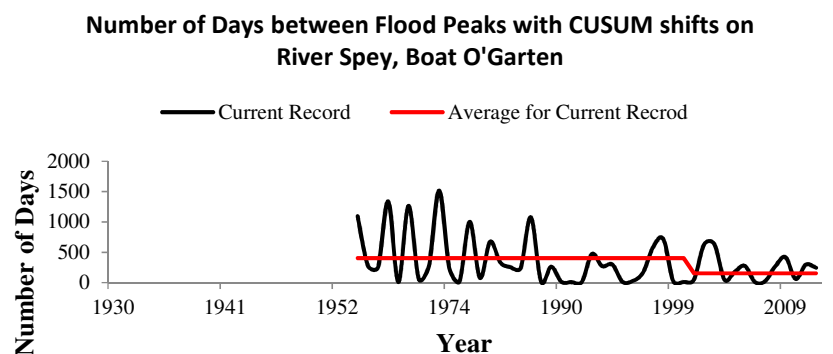 Number of Days between Flood Peaks with CUSUM shifts on
River Spey, Boat O'Garten
Current Record
Average for Current Recrod
Number of Days
2000
1500
1000
500
0
1930
1941
1952
1974
1990
1999
2009
Year